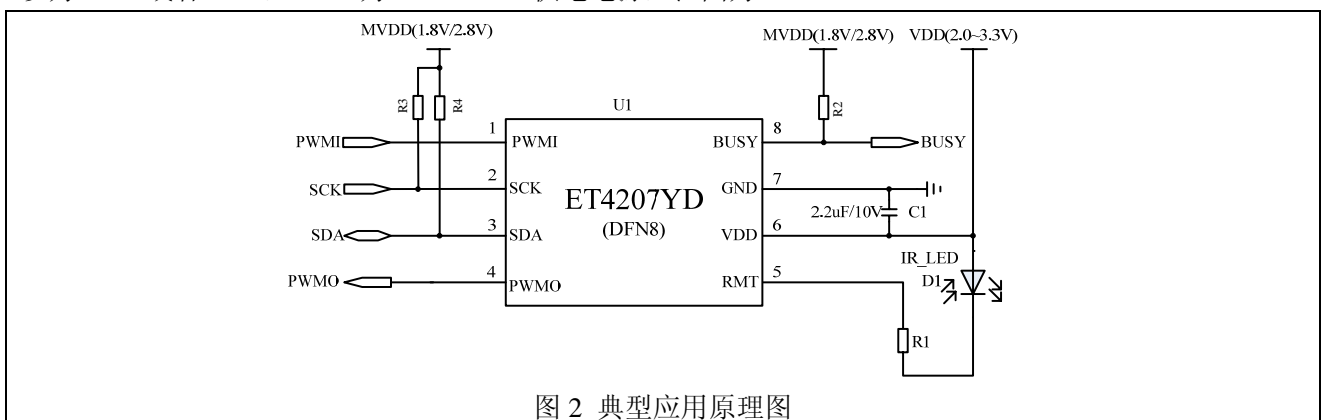 MVDD(1.8V/2.8V)
MVDD(1.8V/2.8V)
VDD(2.0~3.3V)
R3
R4
U1
R2
PWMI
1
PWMI
BUSY
8
BUSY
SCK
2
SCK
ET4207YD
(DFN8)
GND
7
2.2uF/10V
C1
SDA
3
SDA
VDD
6
IR_LED
D1
PWMO
4
PWMO
RMT
5
R1
图 2 典型应用原理图